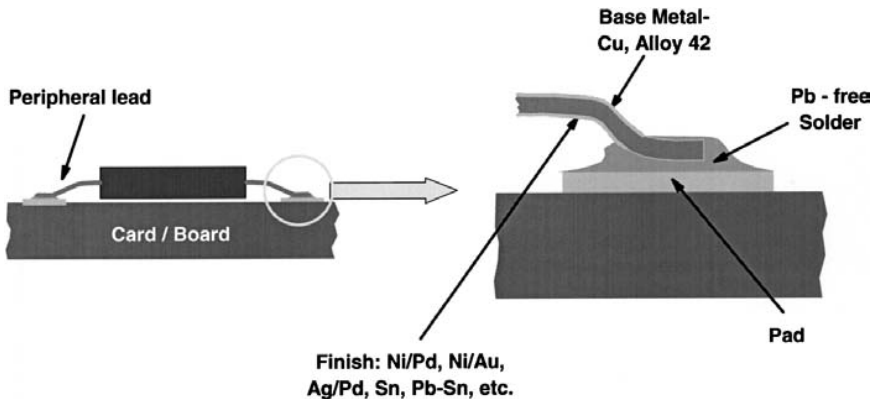 Peripheral lead
Card / Board
Base Metal-
Cu, Alloy 42
Pb - free
Solder
Pad
Finish: Ni/Pd, Ni/Au,
Ag/Pd, Sn, Pb-Sn, etc.